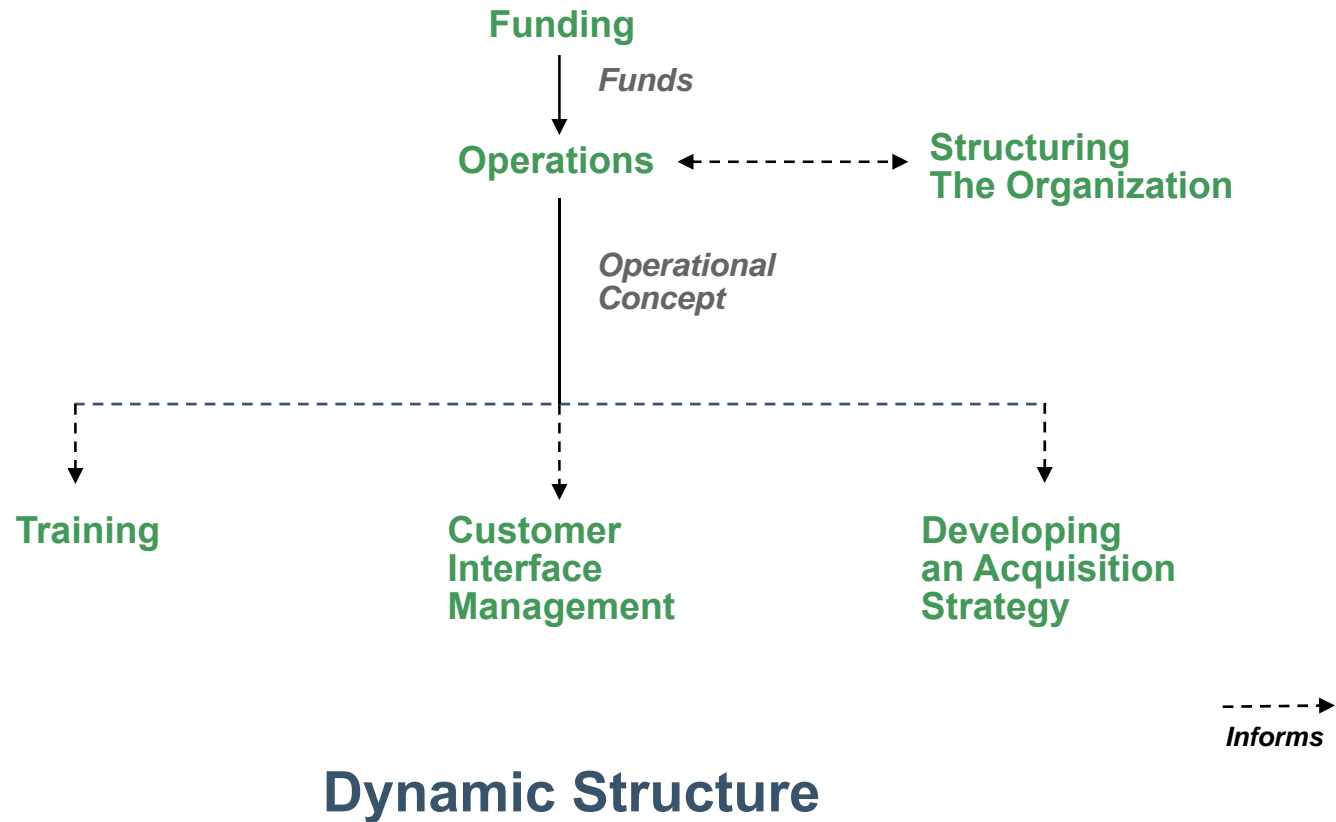 Funding
Funds
Operations
Structuring
The Organization
Operational
Concept
Training
Customer
Interface
Management
Developing
an Acquisition
Strategy
Informs
Dynamic Structure